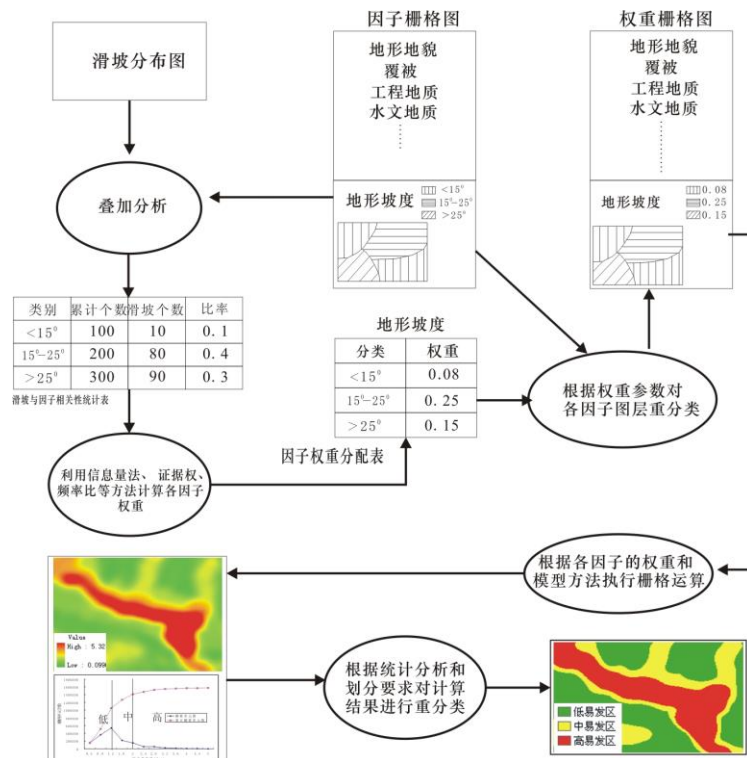 滑坡分布图
因子栅格图
地形地貌
覆被
工程地质
水文地质
地形坡度
<15°
15°-25°
>25°
权重栅格图
地形地貌
覆被
工程地质
水文地质
地形坡度
0.08
0.25
0.15
叠加分析
类别 累计个数 滑坡个数 比率
<15° 100 10 0.1
15°-25° 200 80 0.4
>25° 300 90 0.3
滑坡与因子相关性统计表
地形坡度
分类 权重
<15° 0.08
15°-25° 0.25
>25° 0.15
因子权重分配表
根据权重参数对
各因子图层重分类
利用信息量法、证据权、
频率比等方法计算各因子
权重
根据各因子的权重和
模型方法执行栅格运算
Value
High : 5.32
Low : 0.099
低 中 高
根据统计分析和
划分要求对计算
结果进行重分类
低易发区
中易发区
高易发区